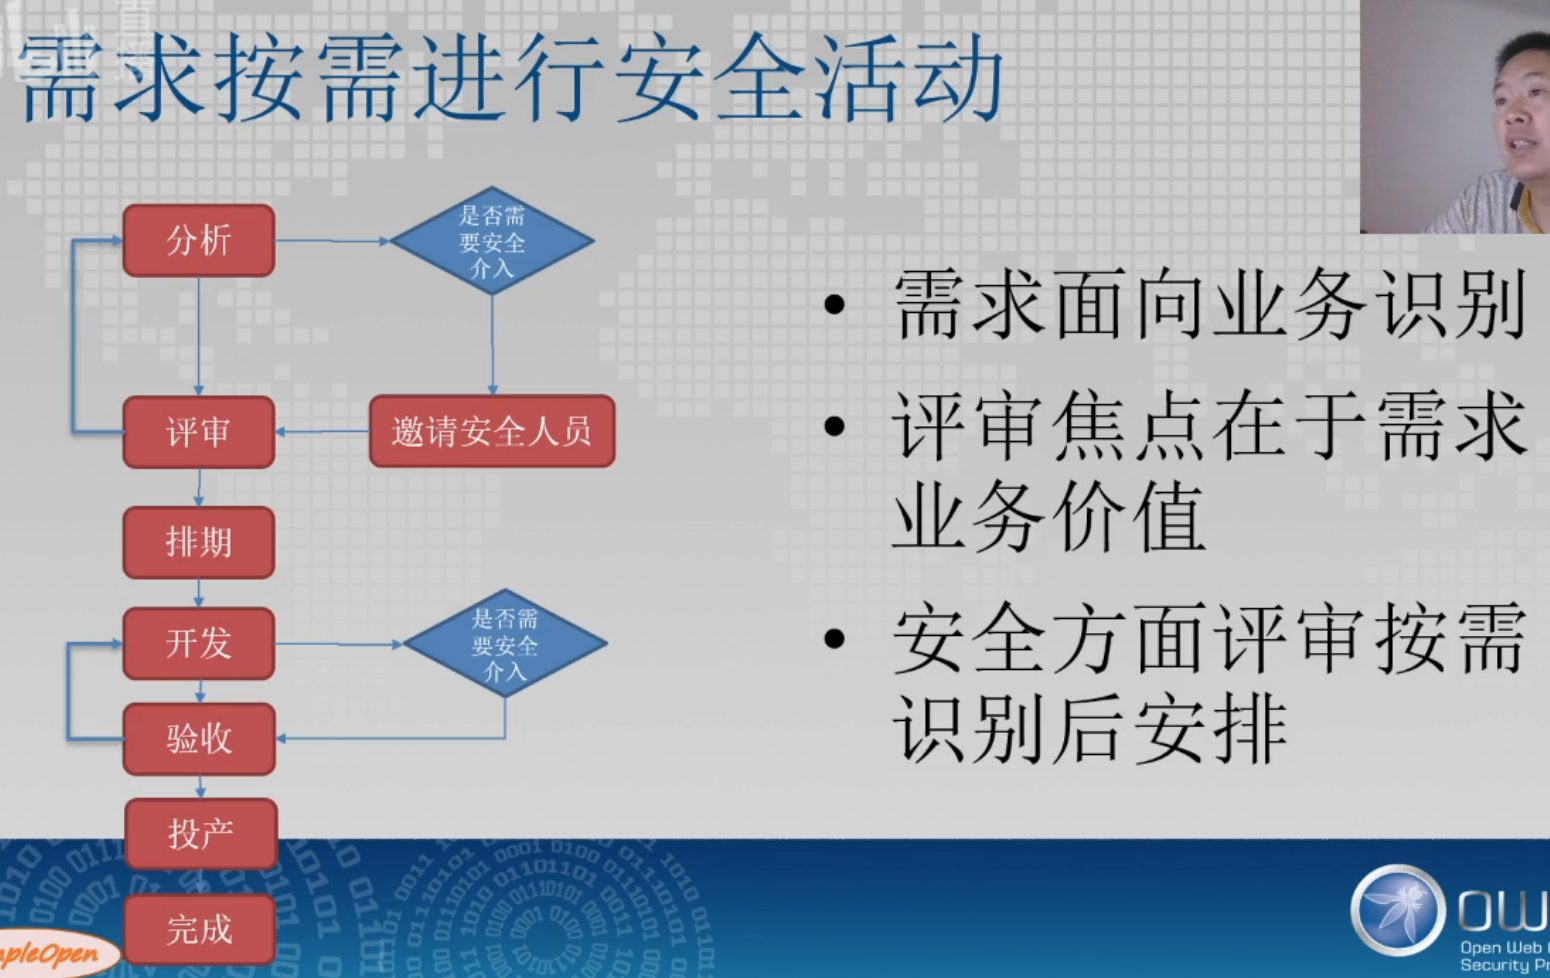 直播
需求按需进行安全活动
分析
是否需
要安全
介入
评审
邀请安全人员
排期
开发
是否需
要安全
介入
验收
投产
完成
• 需求面向业务识别
• 评审焦点在于需求
业务价值
• 安全方面评审按需
识别后安排
mpleOpen
OW
Open Web
Security Pr